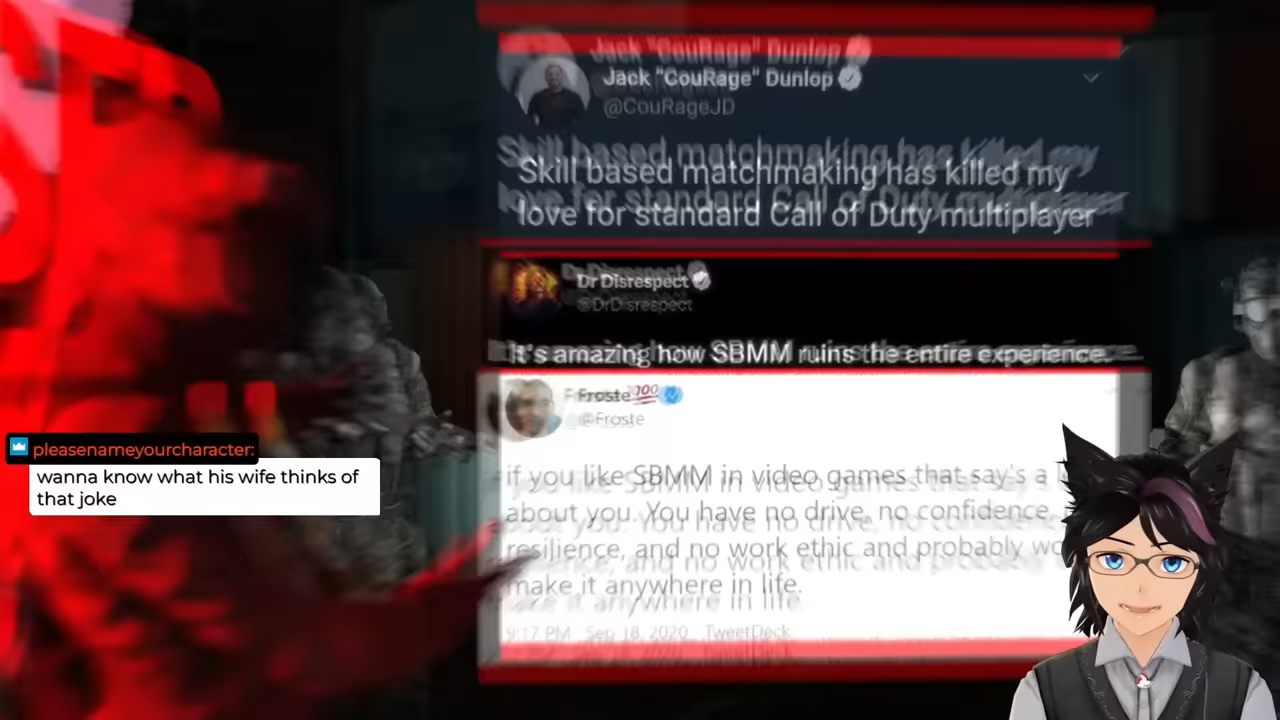 Jack "CouRage" Dunlop
@CouRageJD
Skill based matchmaking has killed my
love for standard Call of Duty multiplayer
Dr Disrespect
@DrDisrespect
It's amazing how SBMM ruins the entire experience.
Froste 💯
@Froste
if you like SBMM in video games that say's a
about you. You have no drive, no confidence,
resilience, and no work ethic and probably
make it anywhere in life.
9:17 PM Sep 18, 2020 TweetDeck
pleasenameyourcharacter:
wanna know what his wife thinks of
that joke